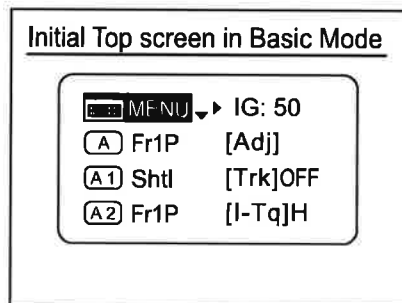 Initial Top screen in Basic Mode
MENU IG: 50
A Fr1P [Adj]
A1 Shtl [Trk]OFF
A2 Fr1P [I-Tq]H